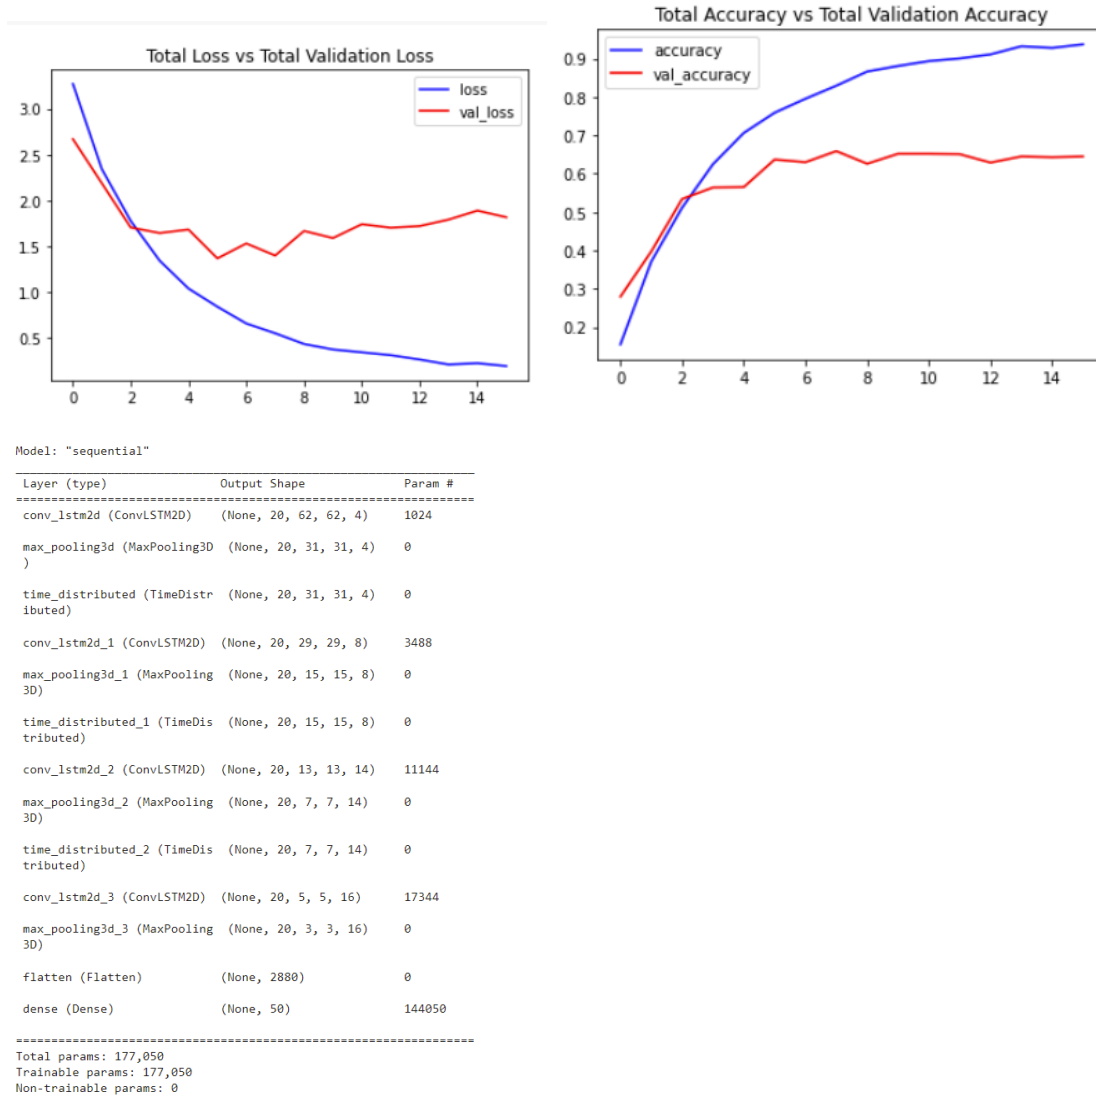 Total Loss vs Total Validation Loss
loss
val_loss
3.0
2.5
2.0
1.5
1.0
0.5
0 2 4 6 8 10 12 14
Total Accuracy vs Total Validation Accuracy
accuracy
val_accuracy
0.9
0.8
0.7
0.6
0.5
0.4
0.3
0.2
0 2 4 6 8 10 12 14
Model: "sequential"
Layer (type) Output Shape Param #
conv_lstm2d (ConvLSTM2D) (None, 20, 62, 62, 4) 1024
max_pooling3d (MaxPooling3D (None, 20, 31, 31, 4) 0
)
time_distributed (TimeDistr (None, 20, 31, 31, 4) 0
ibuted)
conv_lstm2d_1 (ConvLSTM2D) (None, 20, 29, 29, 8) 3488
max_pooling3d_1 (MaxPooling (None, 20, 15, 15, 8) 0
3D)
time_distributed_1 (TimeDis (None, 20, 15, 15, 8) 0
tributed)
conv_lstm2d_2 (ConvLSTM2D) (None, 20, 13, 13, 14) 11144
max_pooling3d_2 (MaxPooling (None, 20, 7, 7, 14) 0
3D)
time_distributed_2 (TimeDis (None, 20, 7, 7, 14) 0
tributed)
conv_lstm2d_3 (ConvLSTM2D) (None, 20, 5, 5, 16) 17344
max_pooling3d_3 (MaxPooling (None, 20, 3, 3, 16) 0
3D)
flatten (Flatten) (None, 2880) 0
dense (Dense) (None, 50) 144050
Total params: 177,050
Trainable params: 177,050
Non-trainable params: 0